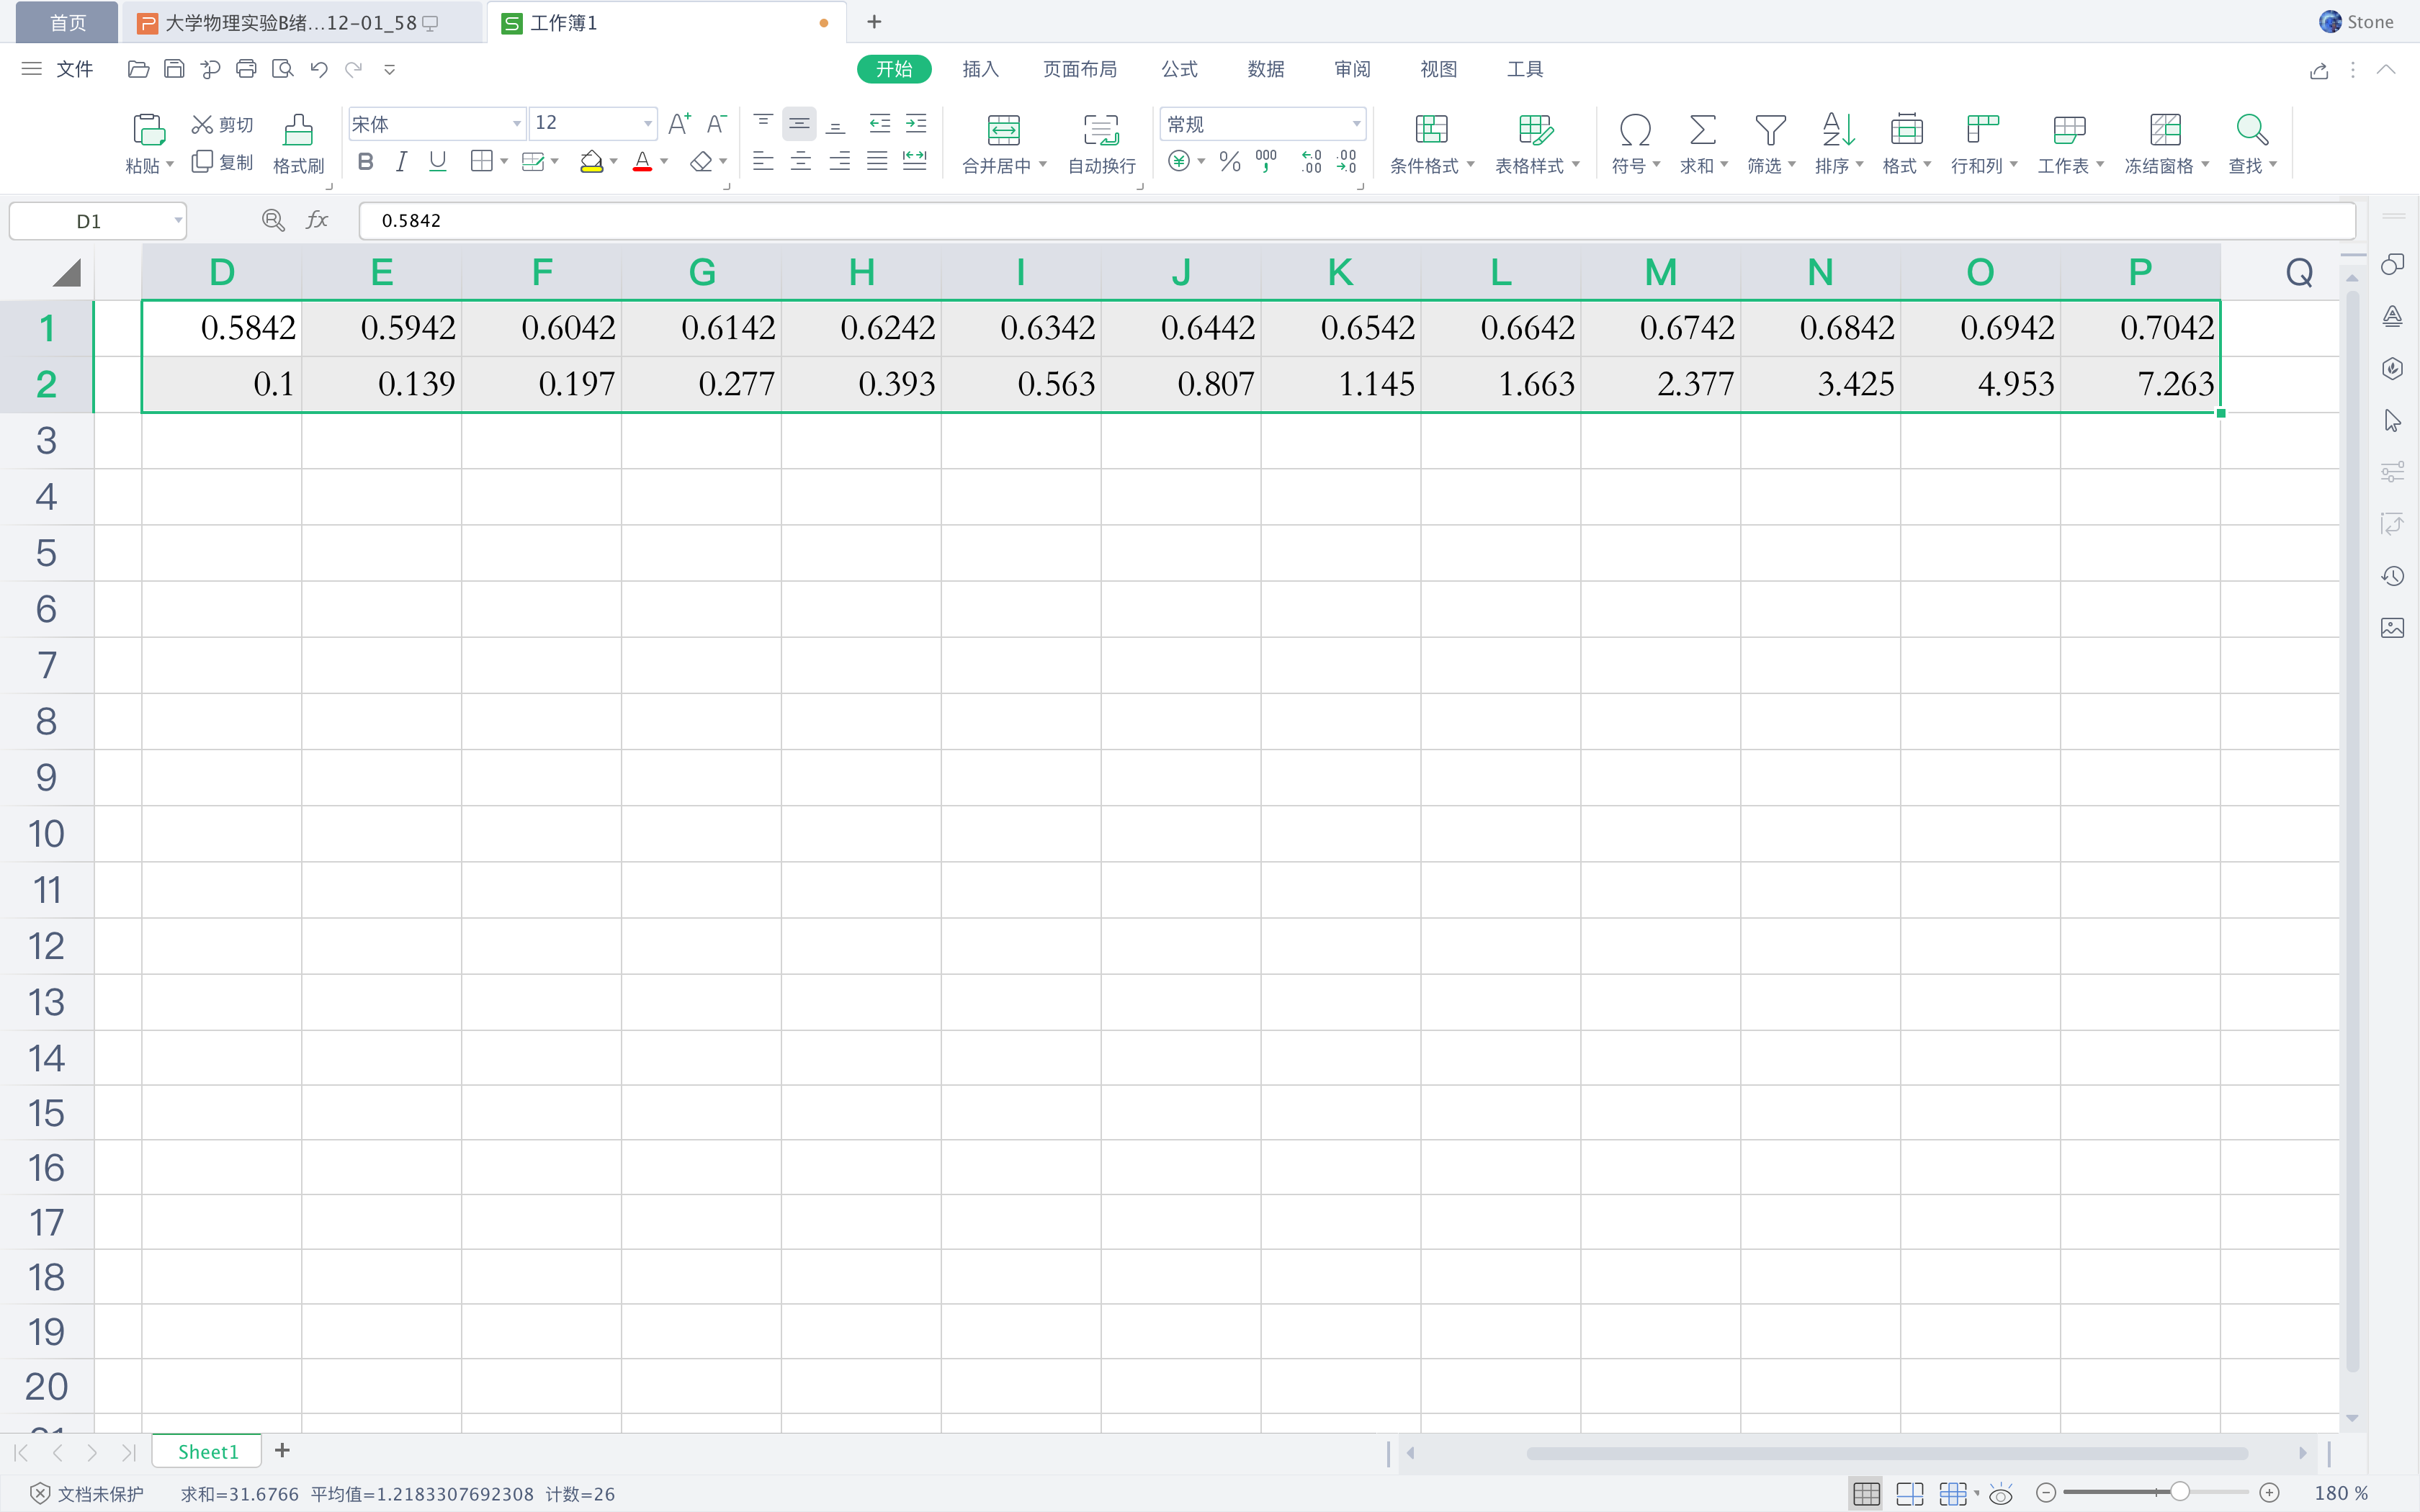 首页 大学物理实验B绪...12-01_58 工作簿1 + Stone
文件 开始 插入 页面布局 公式 数据 审阅 视图 工具
粘贴 剪切 复制 格式刷 宋体 12 A+ A- B I U A 合并居中 自动换行 常规 % 000 条件格式 表格样式 符号 求和 筛选 排序 格式 行和列 工作表 冻结窗格 查找
D1 fx 0.5842
D E F G H I J K L M N O P Q
1 0.5842 0.5942 0.6042 0.6142 0.6242 0.6342 0.6442 0.6542 0.6642 0.6742 0.6842 0.6942 0.7042
2 0.1 0.139 0.197 0.277 0.393 0.563 0.807 1.145 1.663 2.377 3.425 4.953 7.263
3
4
5
6
7
8
9
10
11
12
13
14
15
16
17
18
19
20
Sheet1 +
文档未保护 求和=31.6766 平均值=1.2183307692308 计数=26 180 %